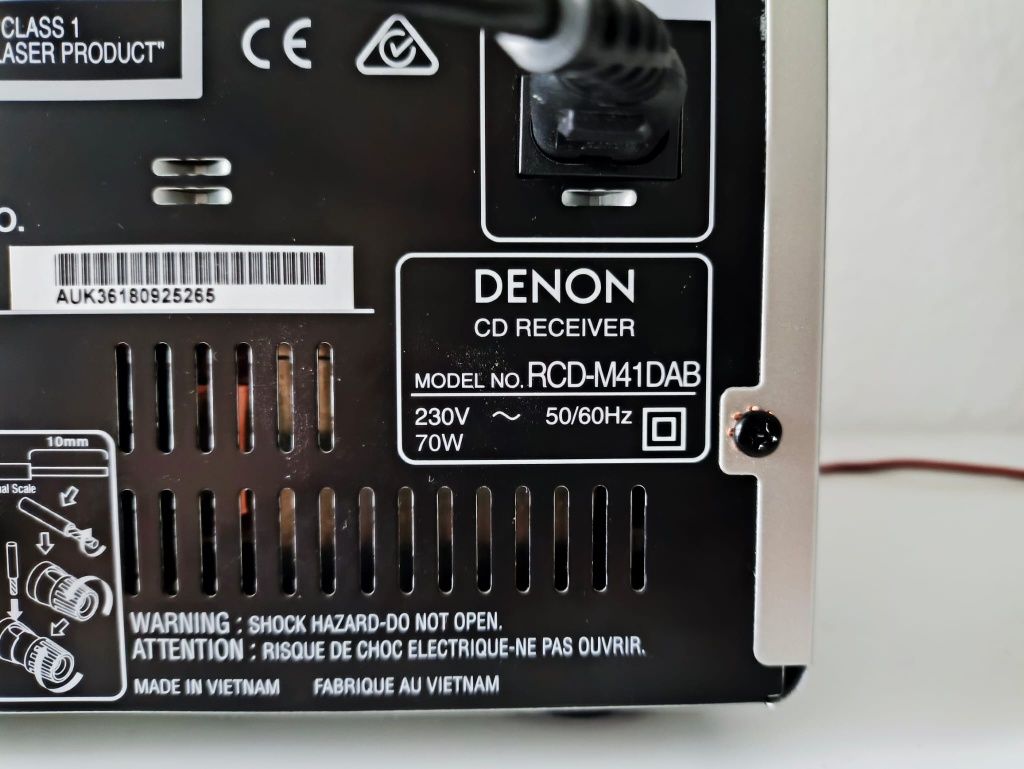 "CLASS 1
LASER PRODUCT"
CE
O.
AUK36180925265
DENON
CD RECEIVER
MODEL NO. RCD-M41DAB
230V ～ 50/60Hz
70W
10mm
Scale
WARNING : SHOCK HAZARD-DO NOT OPEN.
ATTENTION : RISQUE DE CHOC ELECTRIQUE-NE PAS OUVRIR.
MADE IN VIETNAM FABRIQUE AU VIETNAM